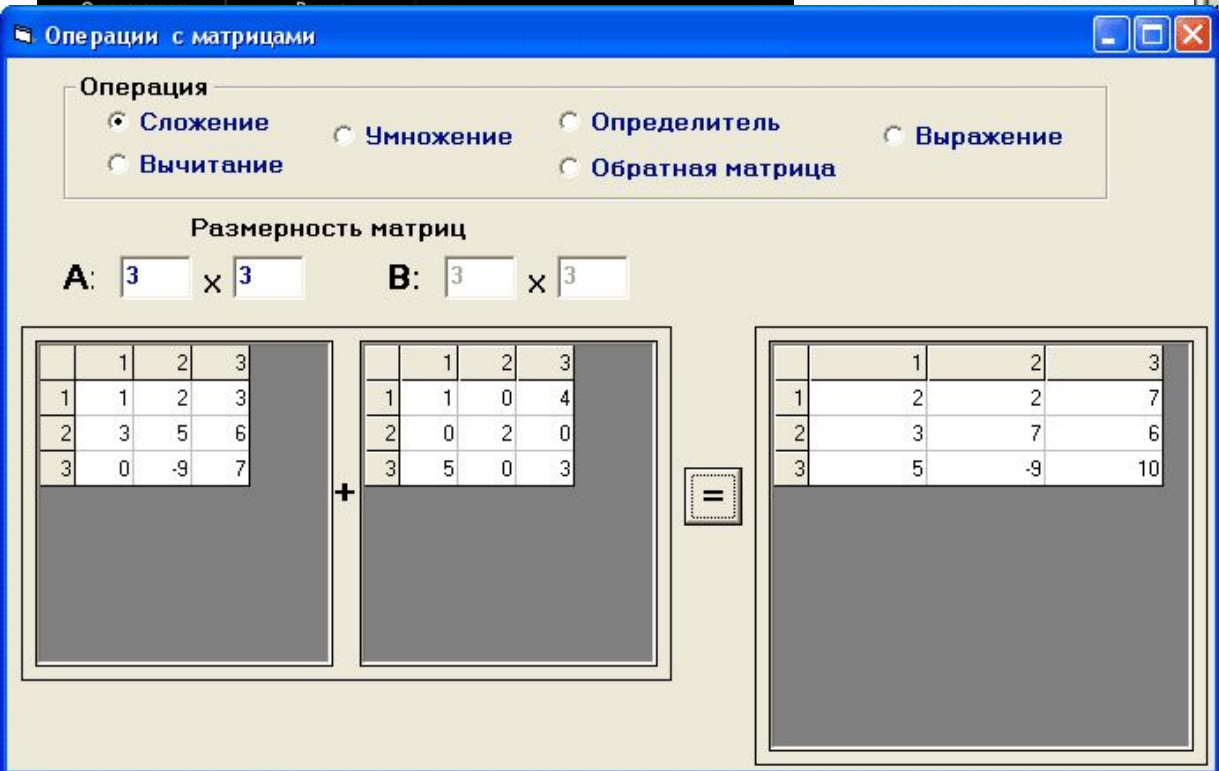 Операции с матрицами
Операция
Сложение
Вычитание
Умножение
Определитель
Обратная матрица
Выражение
Размерность матриц
A: 3 x 3 B: 3 x 3
1 2 3
1 1 2 3
2 3 5 6
3 0 -9 7
+
1 2 3
1 1 0 4
2 0 2 0
3 5 0 3
=
1 2 3
1 2 2 7
2 3 7 6
3 5 -9 10